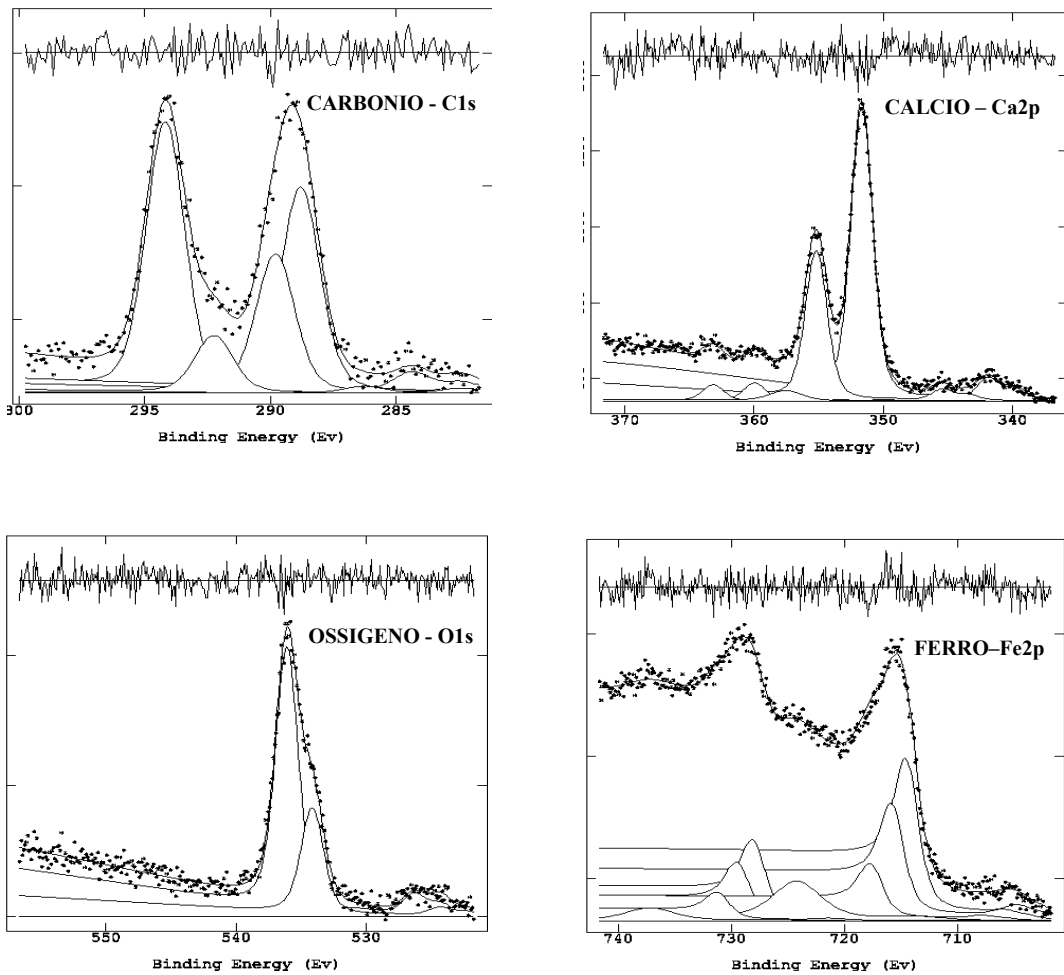 CARBONIO - C1s
CALCIO – Ca2p
300 295 290 285
Binding Energy (Ev)
370 360 350 340
Binding Energy (Ev)
OSSIGENO - O1s
FERRO–Fe2p
550 540 530
Binding Energy (Ev)
740 730 720 710
Binding Energy (Ev)